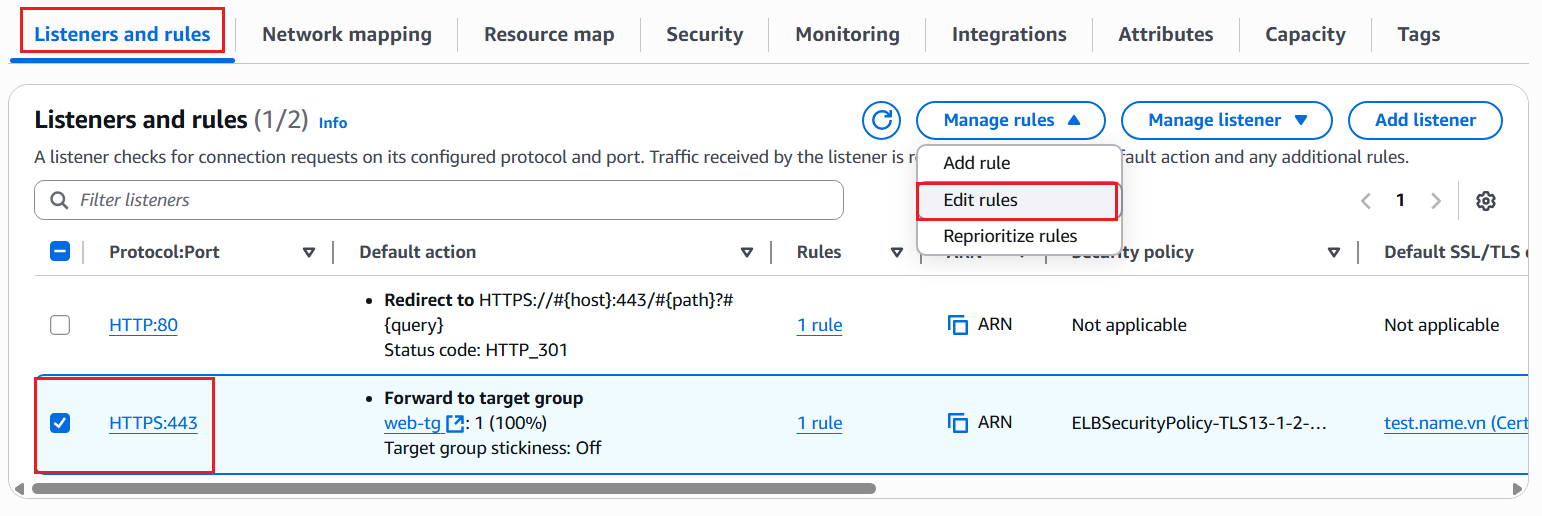 Listeners and rules Network mapping Resource map Security Monitoring Integrations Attributes Capacity Tags
Listeners and rules (1/2) Info
Manage rules Manage listener Add listener
A listener checks for connection requests on its configured protocol and port. Traffic received by the listener is fault action and any additional rules.
Add rule
Edit rules
Reprioritize rules
Filter listeners
1
Protocol:Port Default action Rules ARN Security policy Default SSL/TLS
HTTP:80
• Redirect to HTTPS://#{host}:443/#{path}?#
{query}
Status code: HTTP_301
1 rule ARN Not applicable Not applicable
HTTPS:443
• Forward to target group
web-tg : 1 (100%)
Target group stickiness: Off
1 rule ARN ELBSecurityPolicy-TLS13-1-2-... test.name.vn (Cert